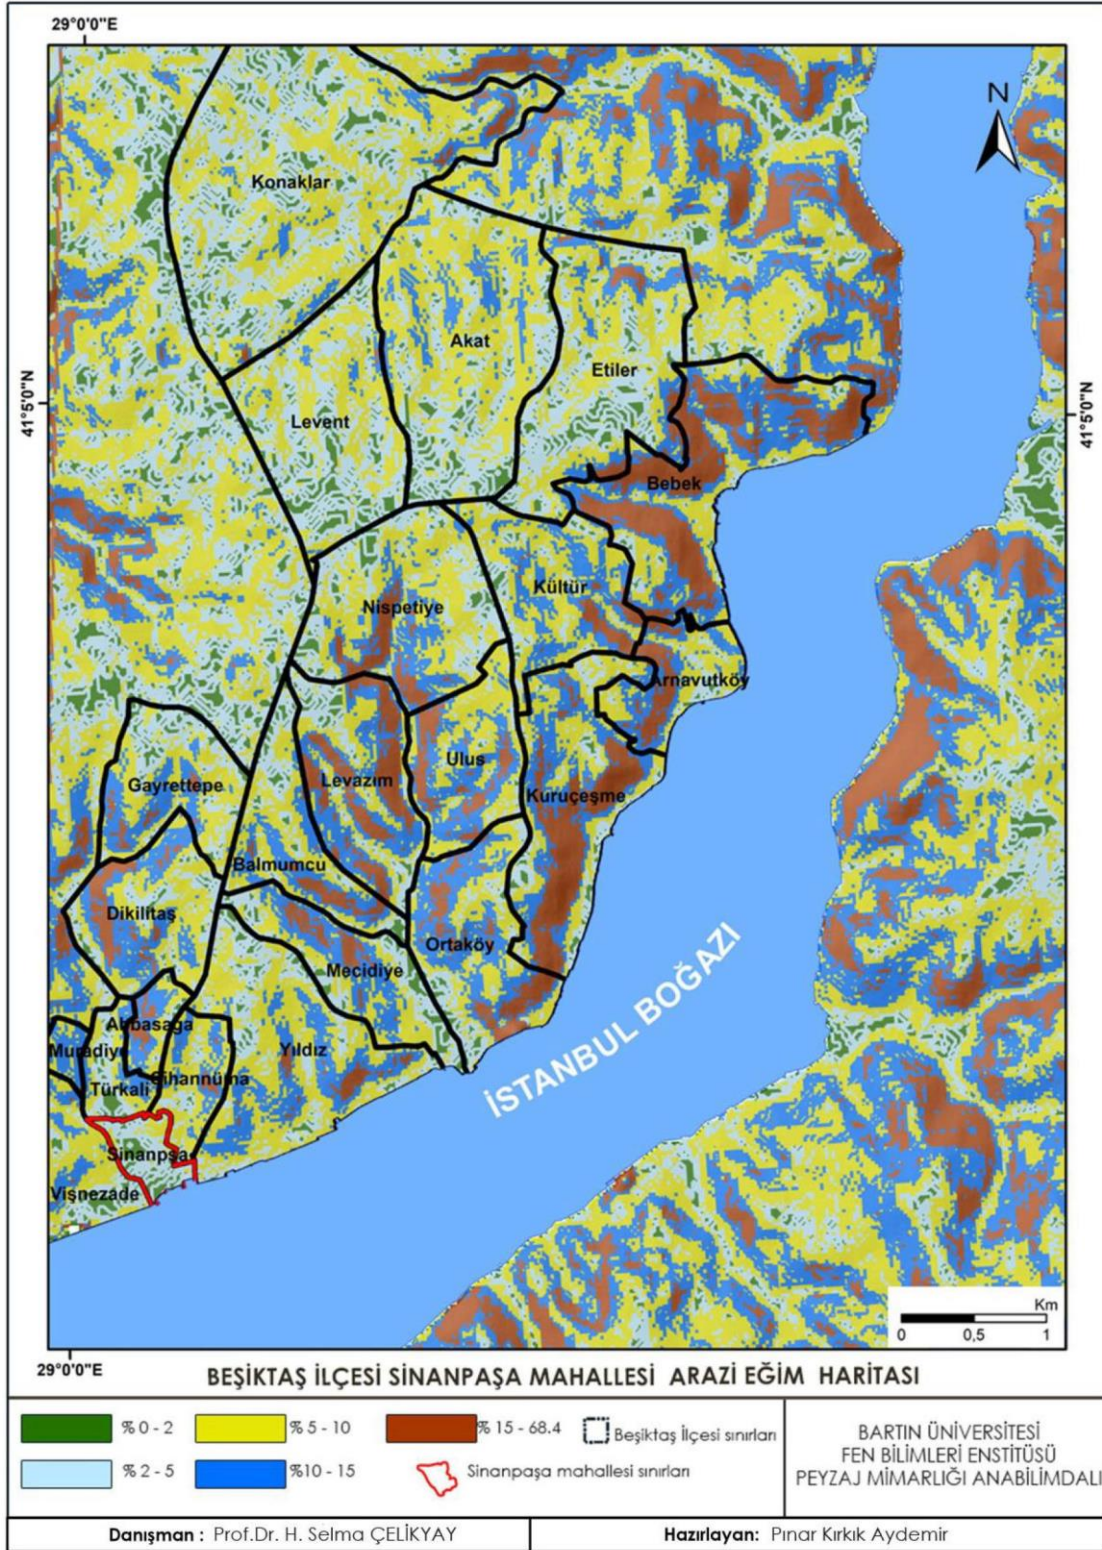 29°0'0"E
N
Konaklar
Akat
Etiler
41°5'0"N
41°5'0"N
Levent
Bebek
Kültür
Nispetiye
Arnavutköy
Ulus
Gayrettepe
Levazım
Kuruçeşme
Balmumcu
Dikilitaş
Ortaköy
Mecidiye
Abbasağa
Muradiye
Yıldız
Cihannüma
Türkali
İSTANBUL BOĞAZI
Sinanpşa
Vişnezade
Km
0 0,5 1
29°0'0"E
BEŞİKTAŞ İLÇESİ SİNANPAŞA MAHALLESİ ARAZİ EĞİM HARİTASI
% 0 - 2
% 5 - 10
% 15 - 68.4
Beşiktaş İlçesi sınırları
% 2 - 5
%10 - 15
Sinanpaşa mahallesi sınırları
BARTIN ÜNİVERSİTESİ
FEN BİLİMLERİ ENSTİTÜSÜ
PEYZAJ MİMARLIĞI ANABİLİMDALI
Danışman : Prof.Dr. H. Selma ÇELİKYAY
Hazırlayan: Pınar Kırkık Aydemir